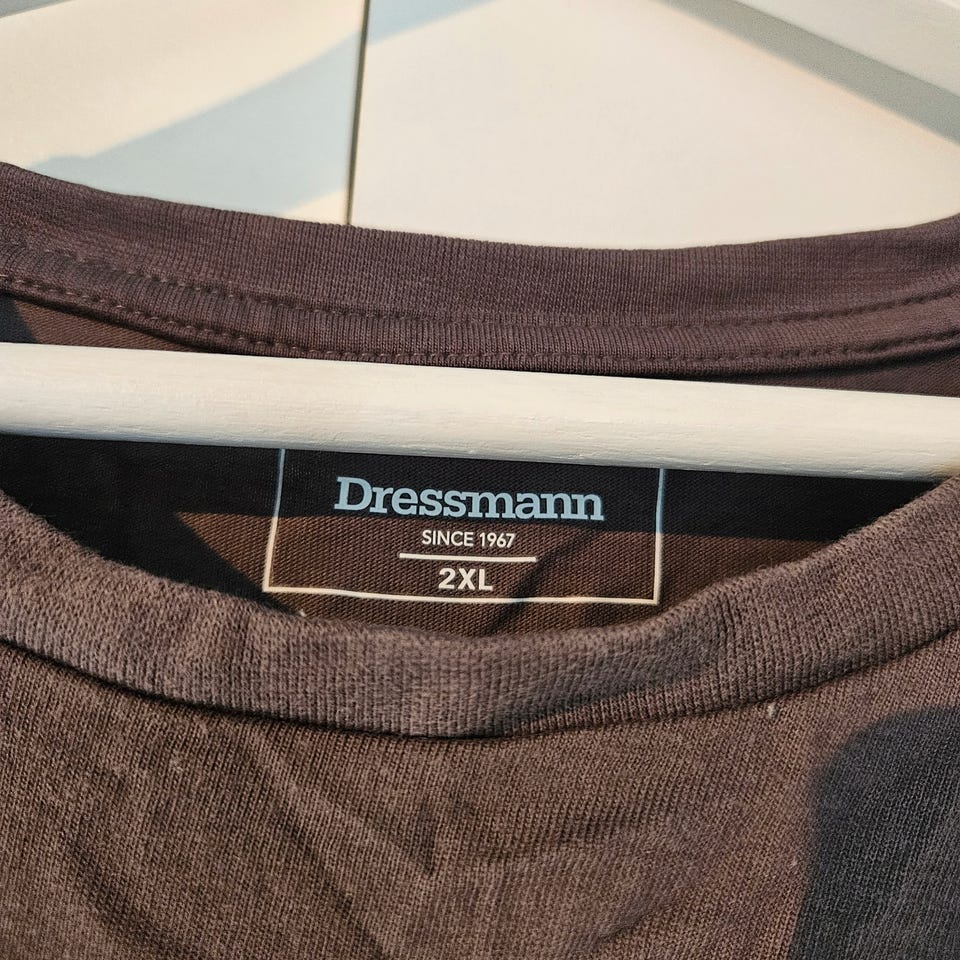 Dressmann
SINCE 1967
2XL